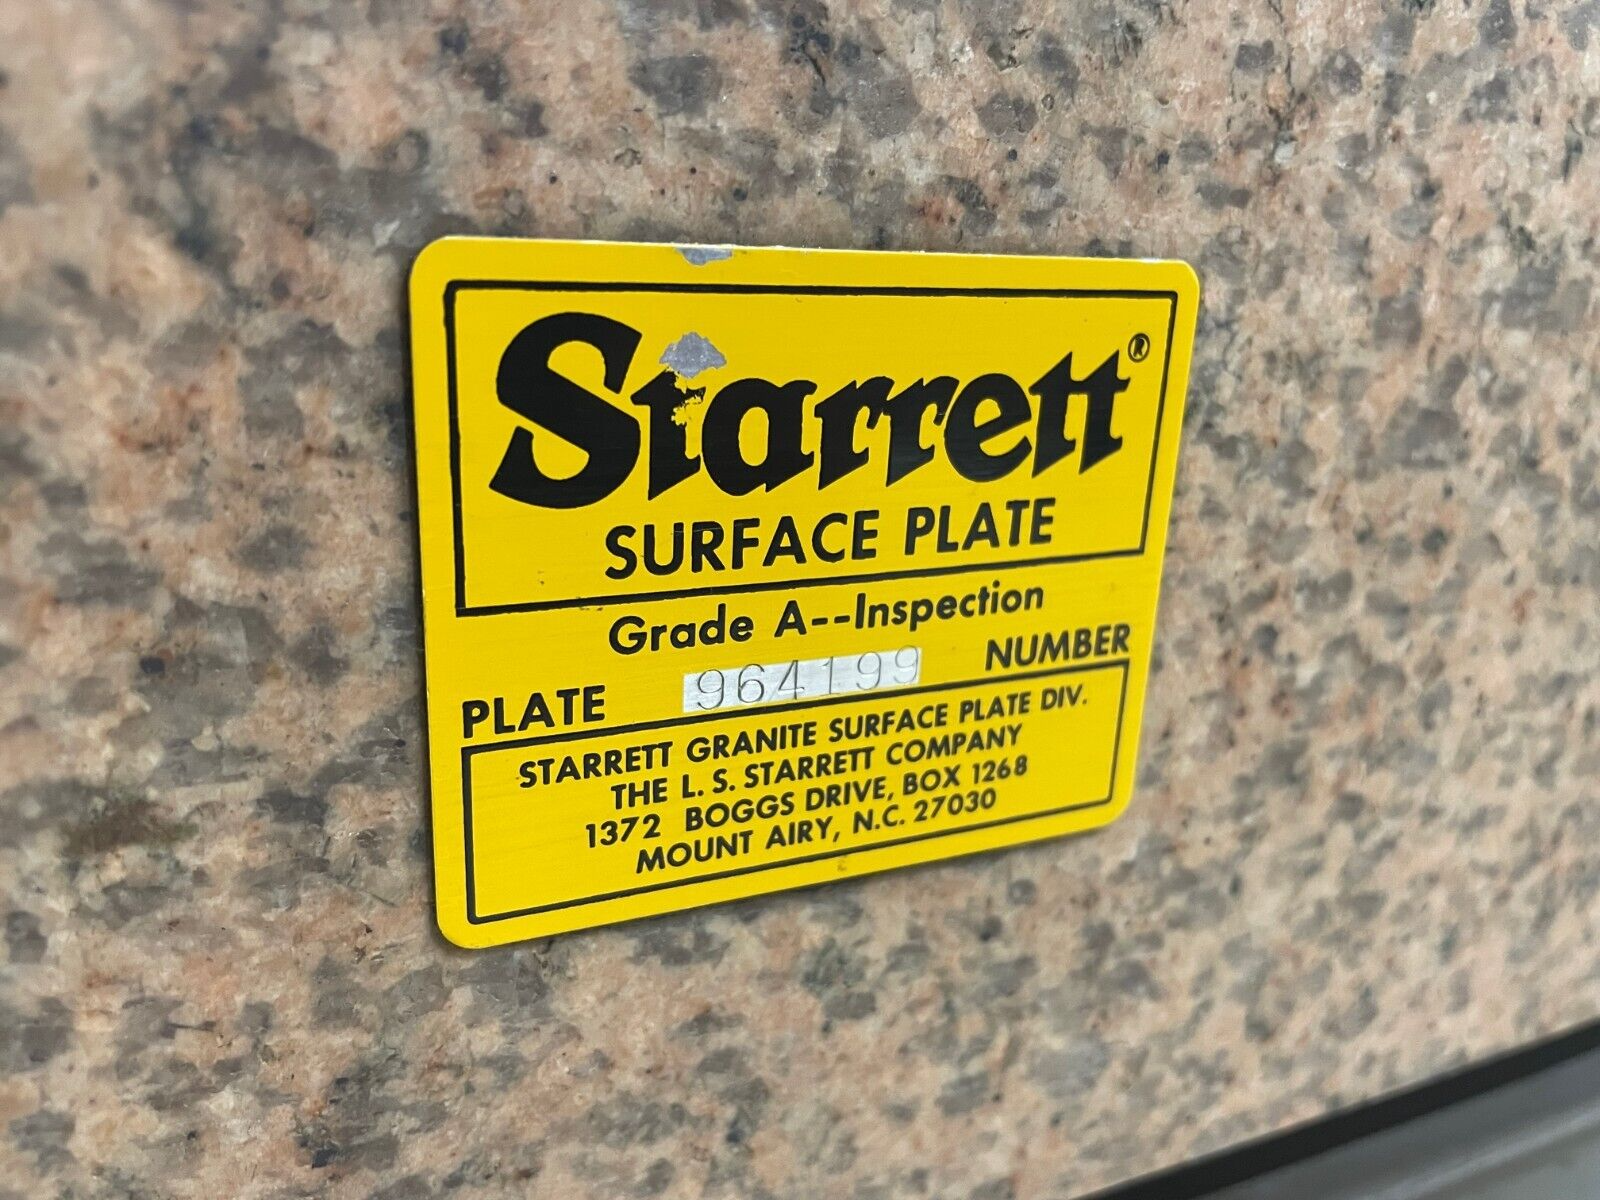 Starrett®
SURFACE PLATE
Grade A--Inspection
PLATE 964199 NUMBER
STARRETT GRANITE SURFACE PLATE DIV.
THE L. S. STARRETT COMPANY
1372 BOGGS DRIVE, BOX 1268
MOUNT AIRY, N.C. 27030